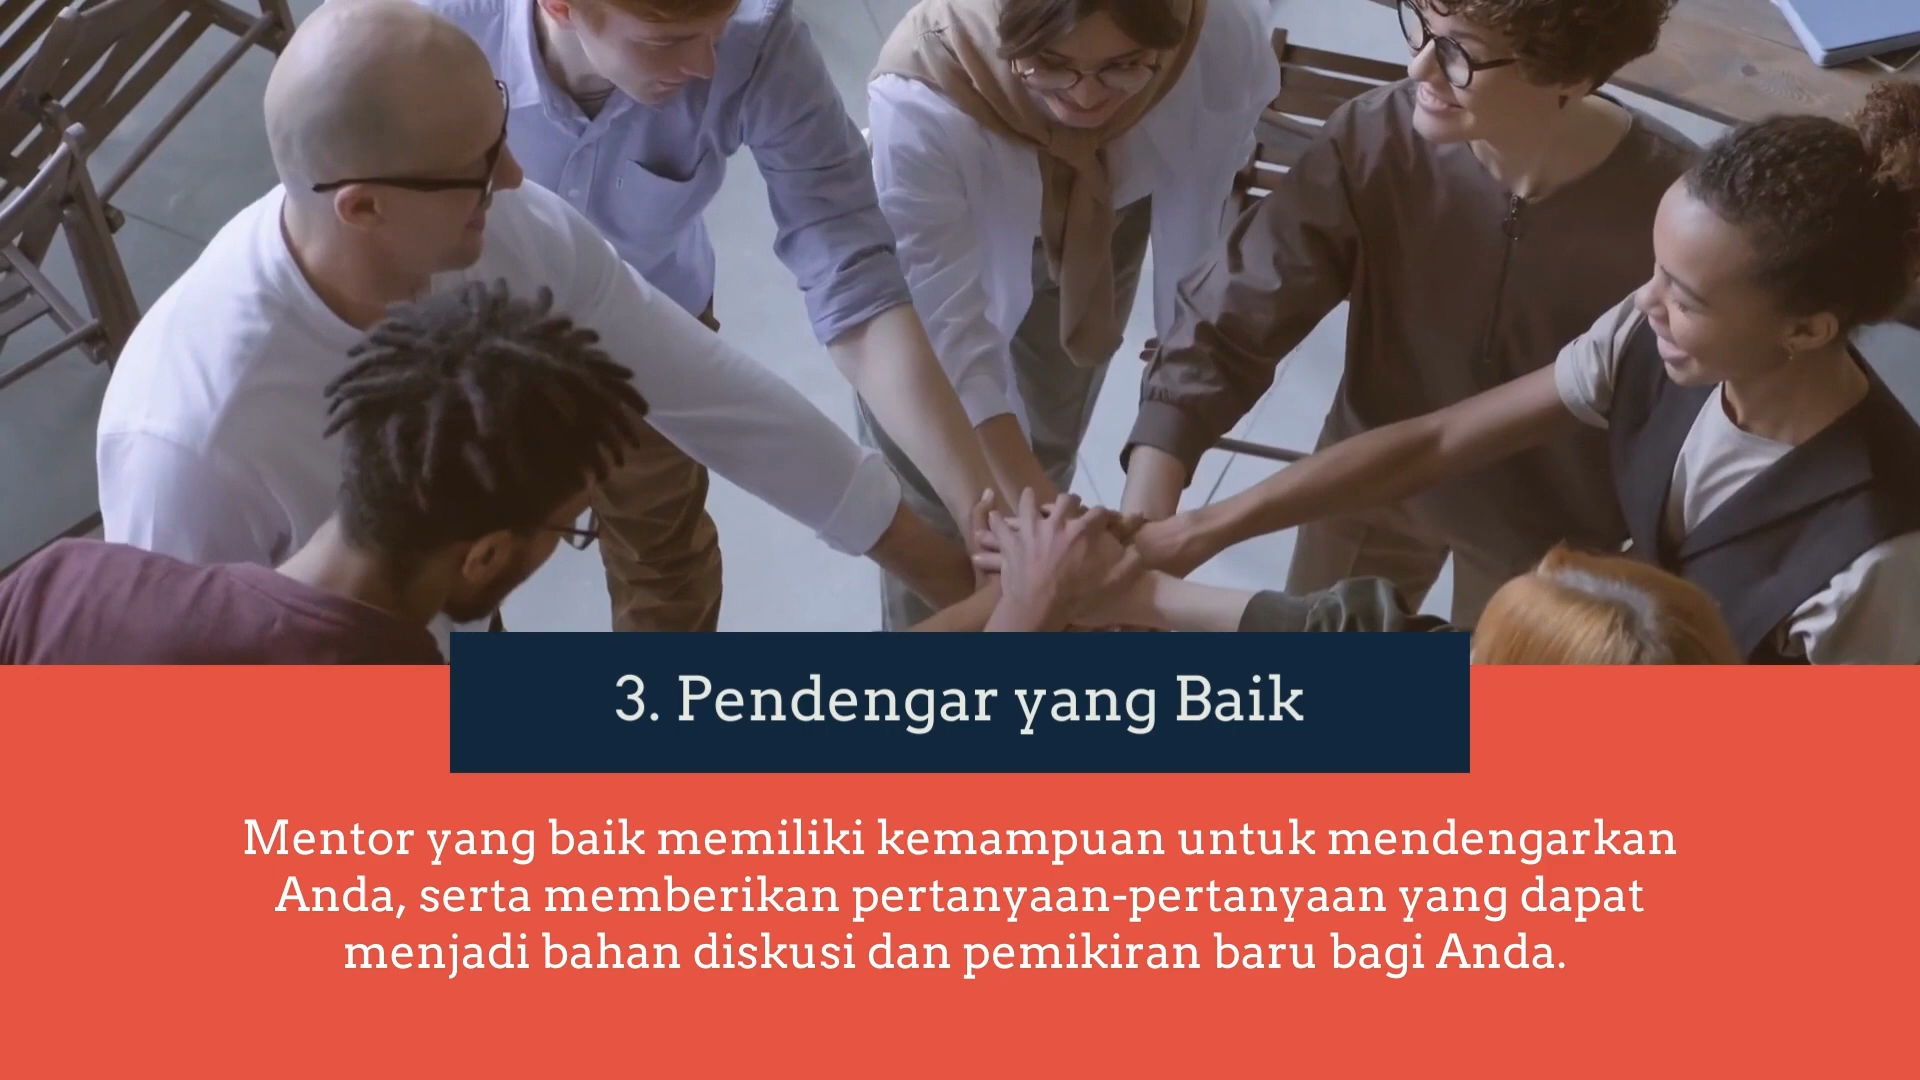 3. Pendengar yang Baik
Mentor yang baik memiliki kemampuan untuk mendengarkan
Anda, serta memberikan pertanyaan-pertanyaan yang dapat
menjadi bahan diskusi dan pemikiran baru bagi Anda.